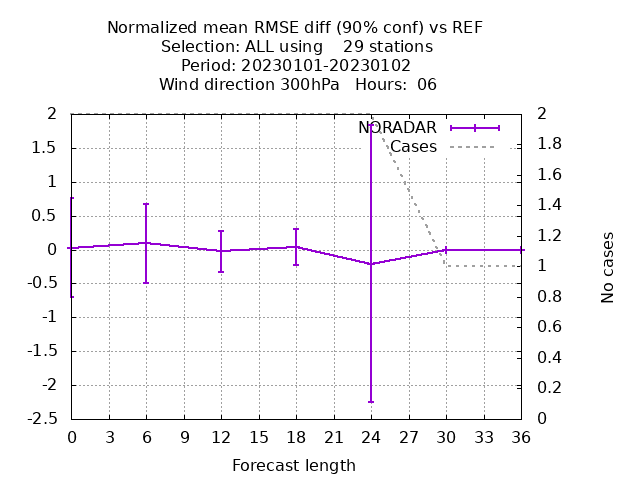 Normalized mean RMSE diff (90% conf) vs REF
Selection: ALL using    29 stations
Period: 20230101-20230102
Wind direction 300hPa   Hours:  06
NORADAR
Cases
2
1.5
1
0.5
0
-0.5
-1
-1.5
-2
-2.5
2
1.8
1.6
1.4
1.2
1
0.8
0.6
0.4
0.2
0
No cases
0 3 6 9 12 15 18 21 24 27 30 33 36
Forecast length